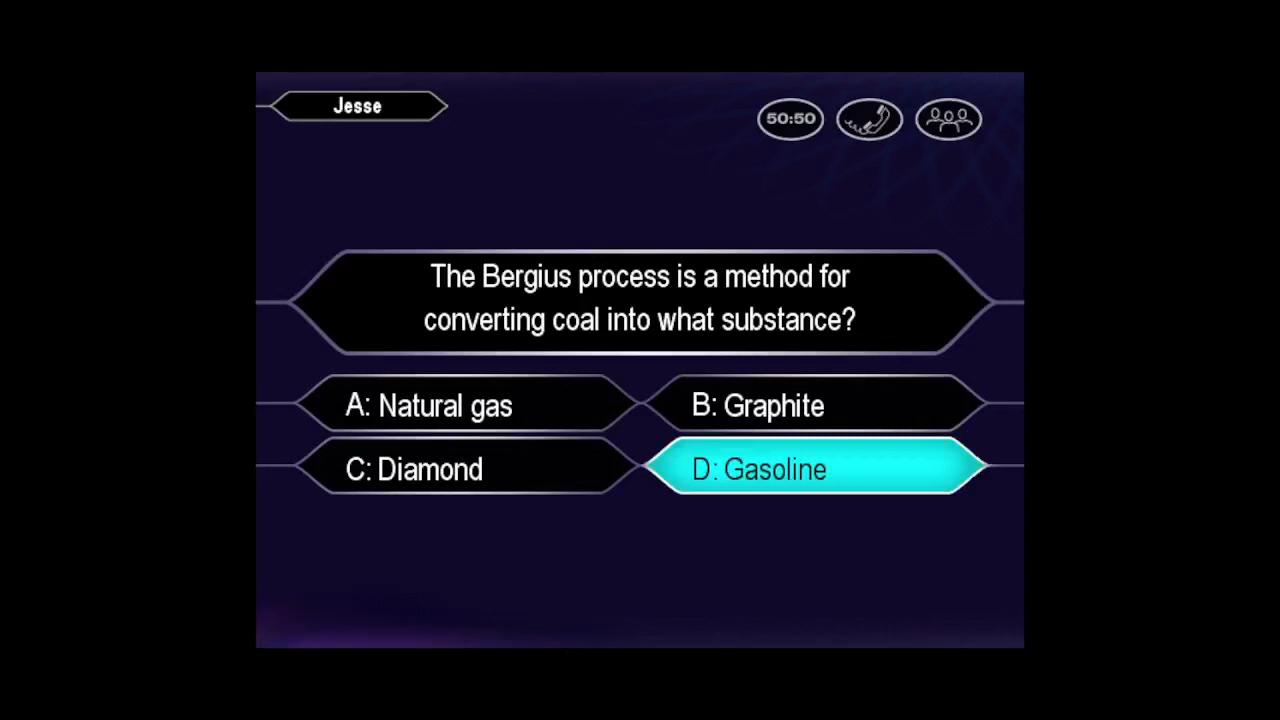 Jesse
50:50
The Bergius process is a method for
converting coal into what substance?
A: Natural gas
B: Graphite
C: Diamond
D: Gasoline